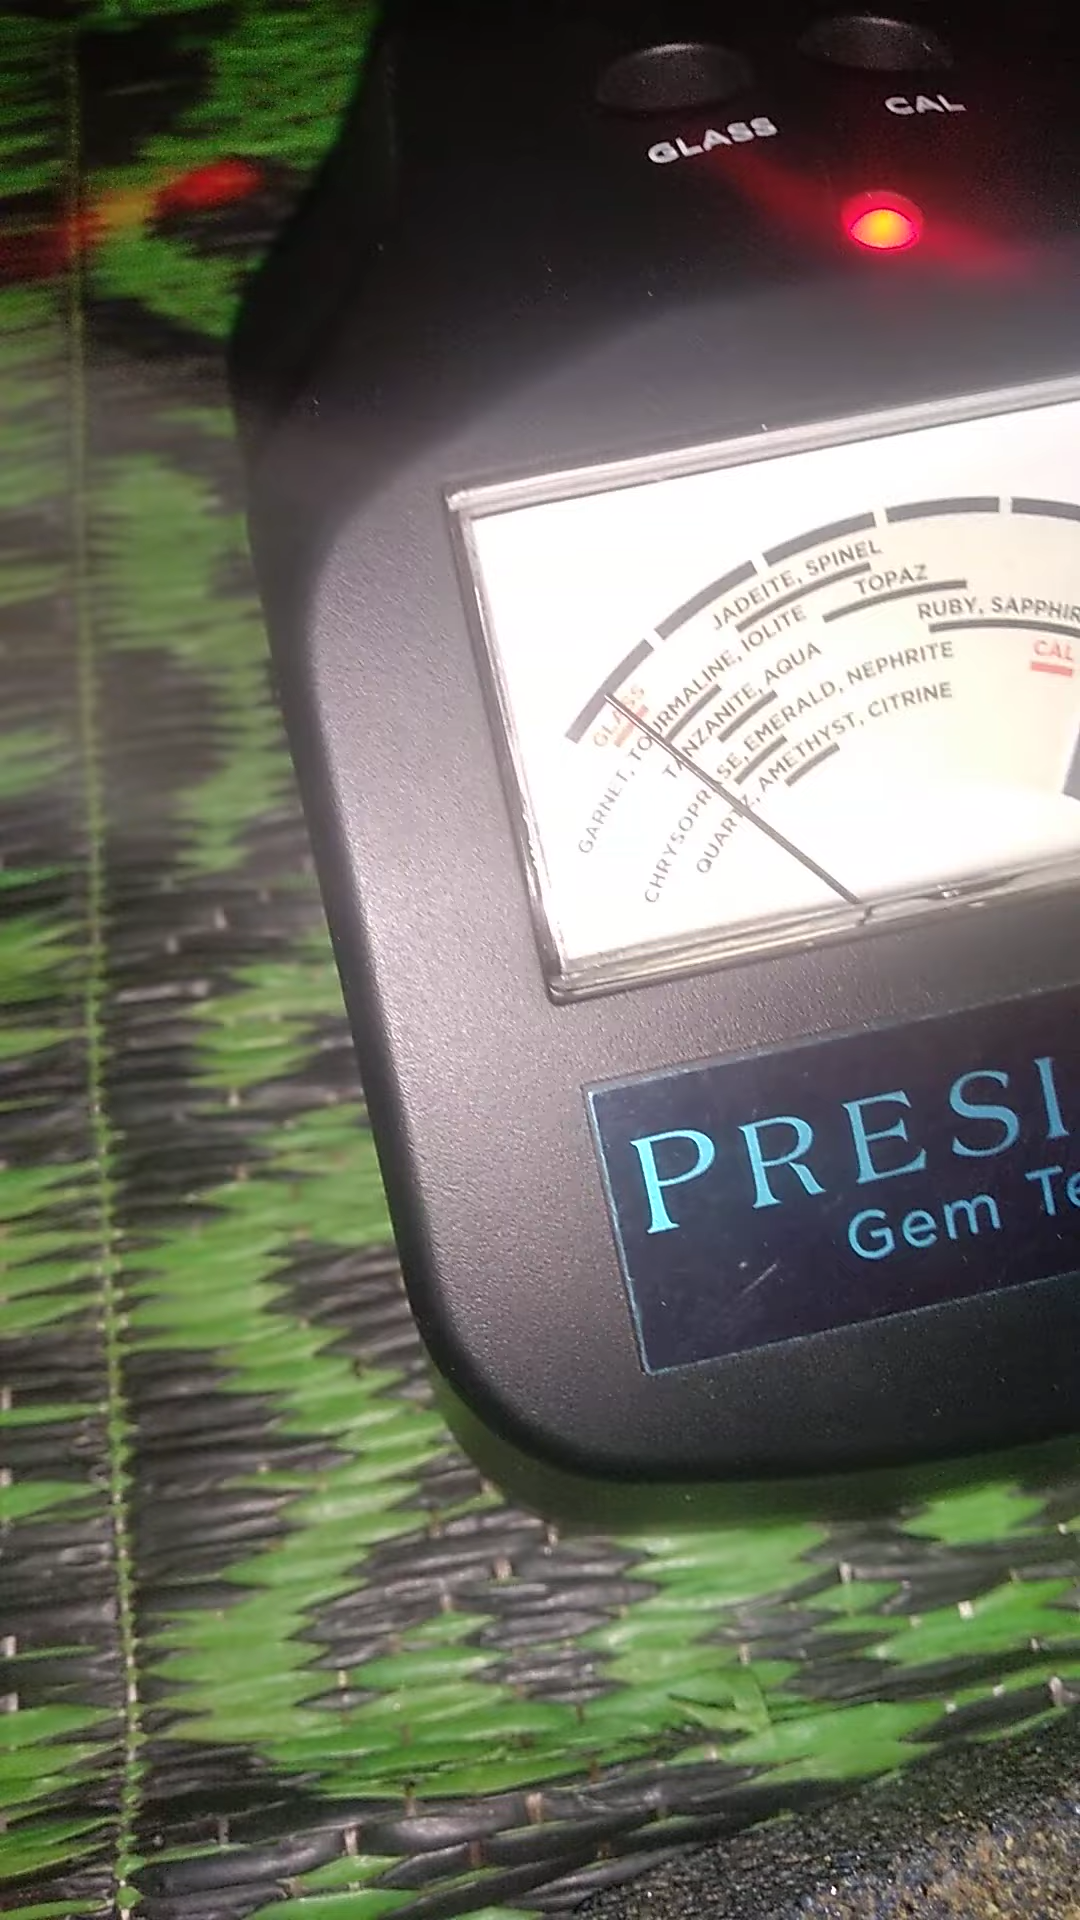 GLASS
CAL
JADEITE, SPINEL
TOPAZ
RUBY, SAPPHIR
CAL
GLASS
GARNET, TOURMALINE, IOLITE
TANZANITE, AQUA
CHRYSOPRASE, EMERALD, NEPHRITE
QUARTZ, AMETHYST, CITRINE
PRESI
Gem Te